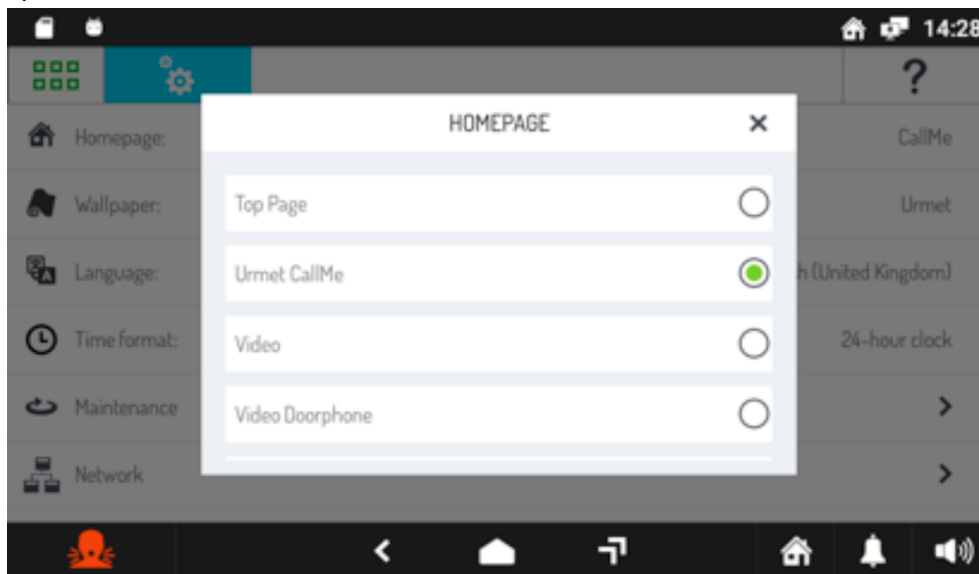 14:28
?
HOMEPAGE
Homepage:
CallMe
Top Page
Wallpaper:
Urmet
Urmet CallMe
Language:
h (United Kingdom)
Video
Time format:
24-hour clock
Video Doorphone
Maintenance
Network